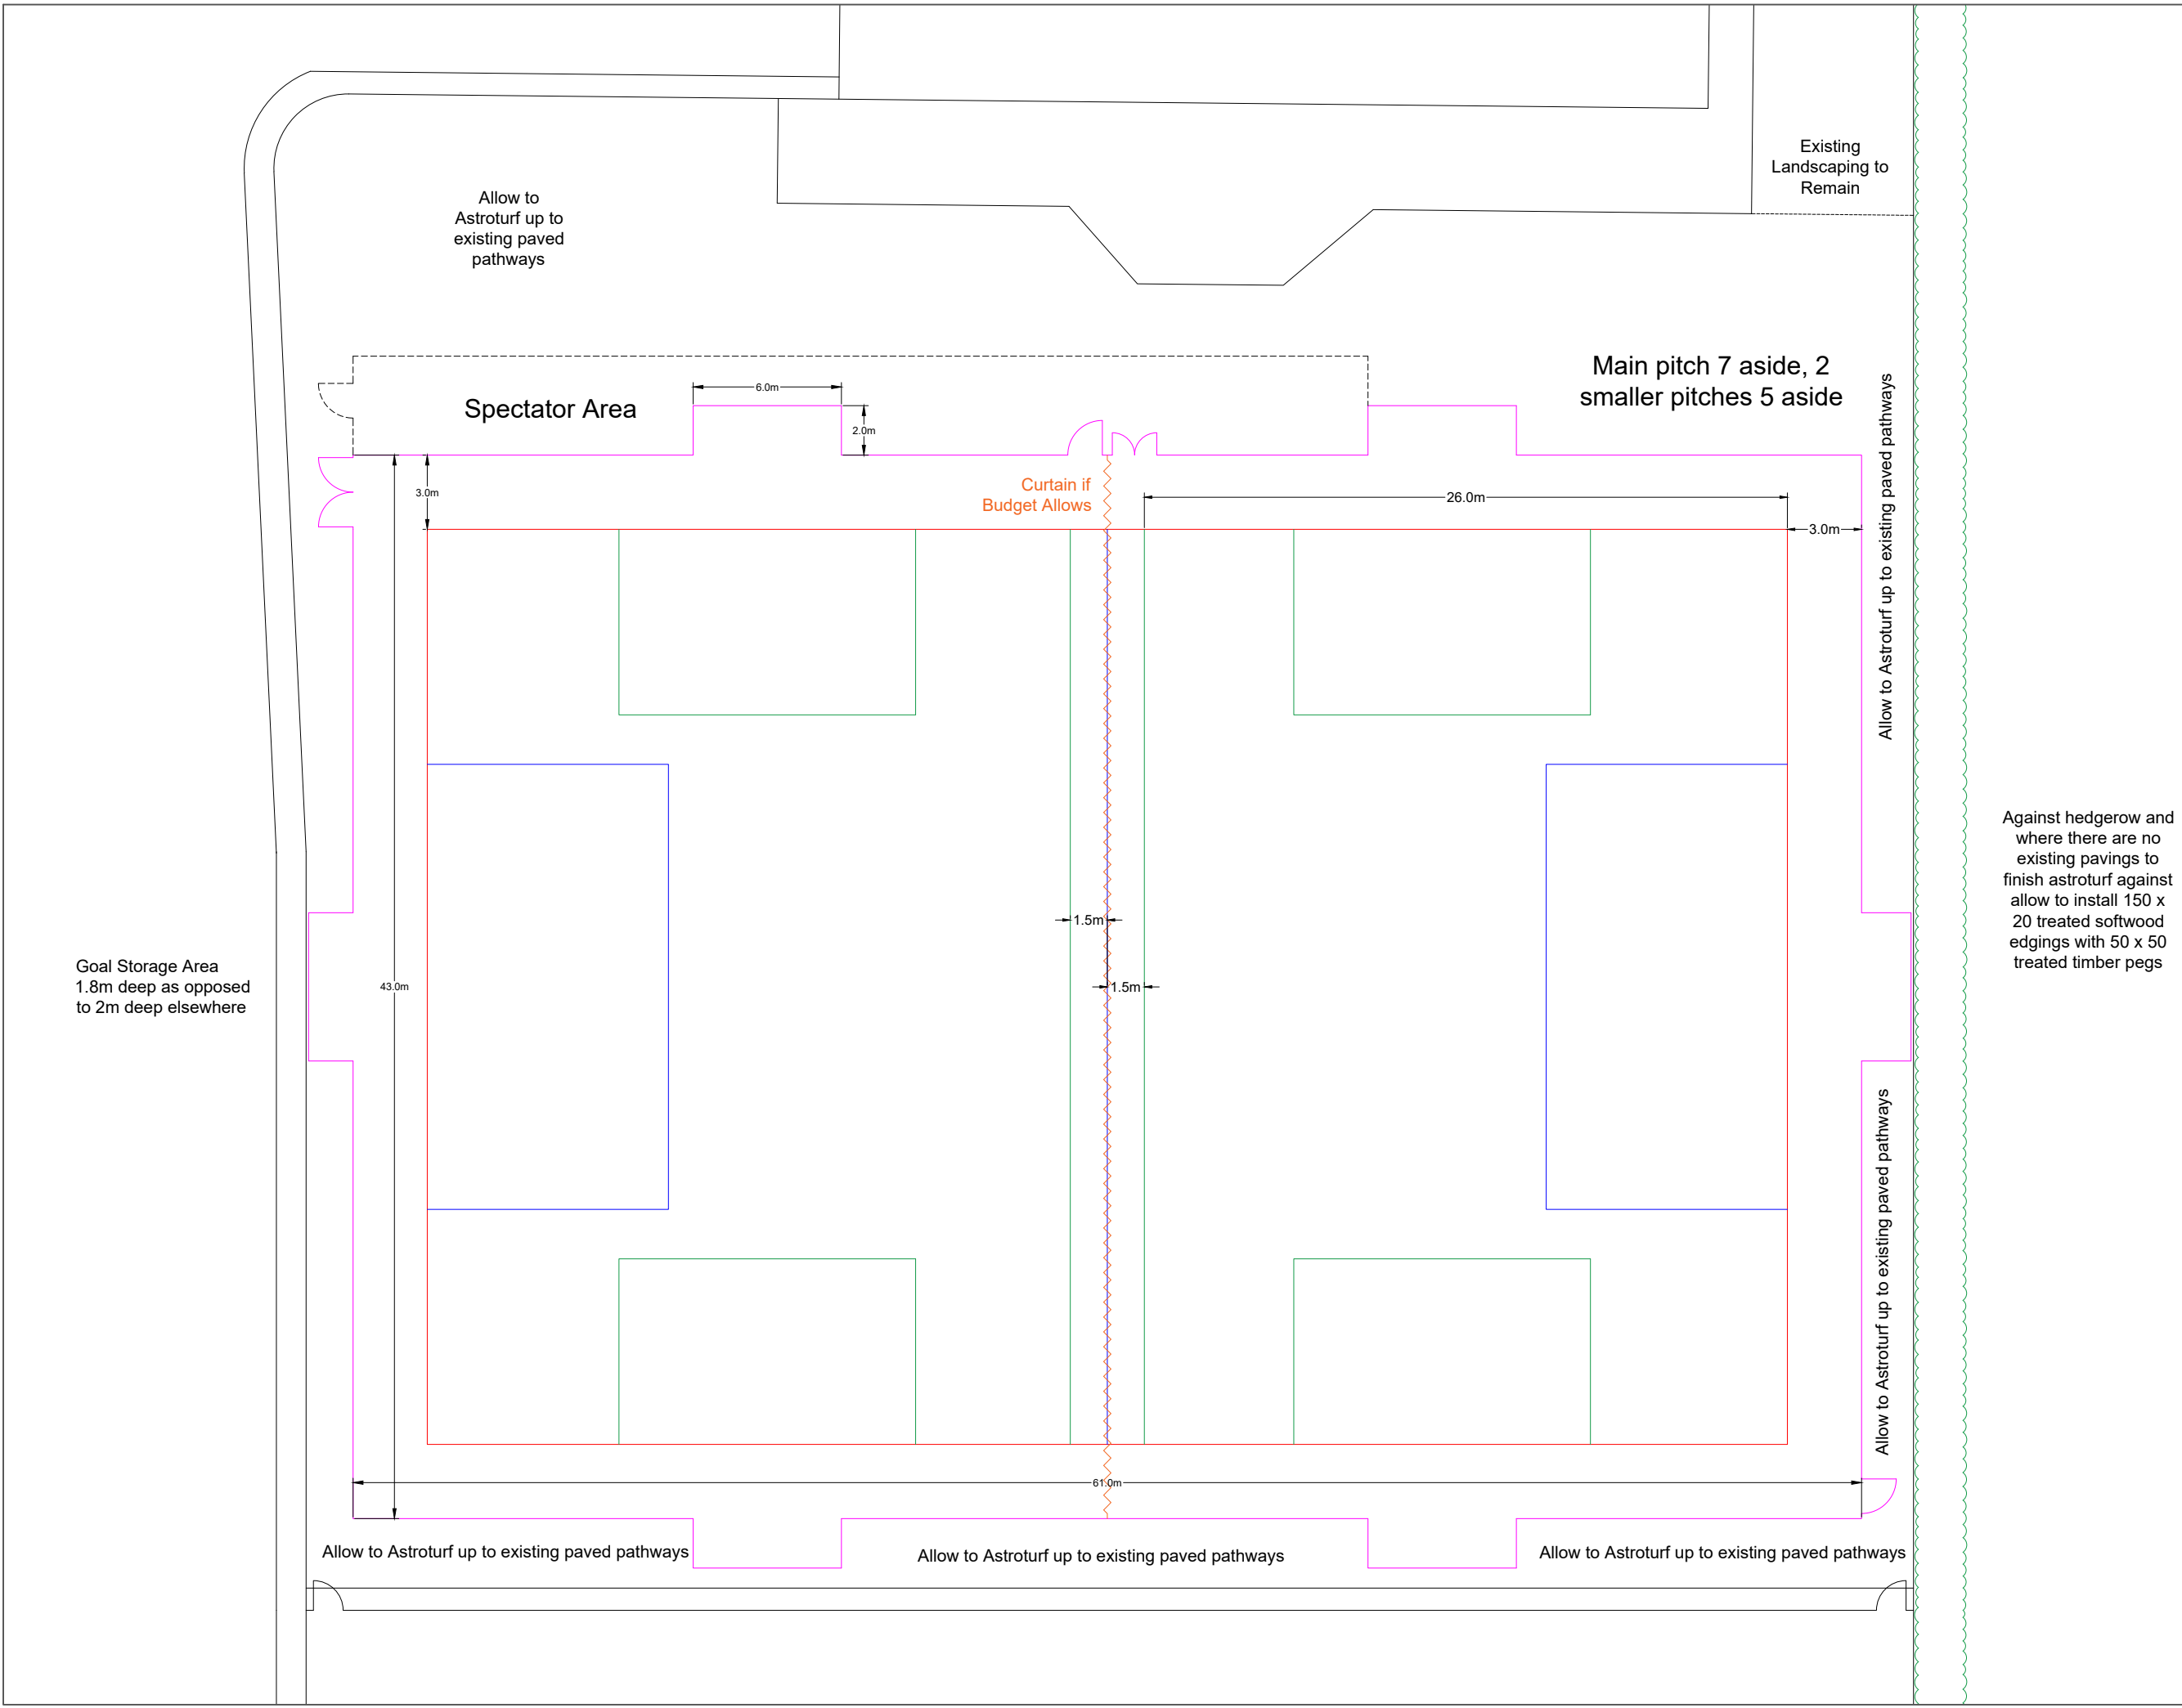 Existing
Landscaping to
Remain
Allow to
Astroturf up to
existing paved
pathways
Main pitch 7 aside, 2
smaller pitches 5 aside
Spectator Area
6.0m
2.0m
3.0m
Curtain if
Budget Allows
26.0m
3.0m
Allow to Astroturf up to existing paved pathways
Against hedgerow and
where there are no
existing pavings to
finish astroturf against
allow to install 150 x
20 treated softwood
edgings with 50 x 50
treated timber pegs
1.5m
1.5m
Goal Storage Area
1.8m deep as opposed
to 2m deep elsewhere
43.0m
Allow to Astroturf up to existing paved pathways
61.0m
Allow to Astroturf up to existing paved pathways
Allow to Astroturf up to existing paved pathways
Allow to Astroturf up to existing paved pathways